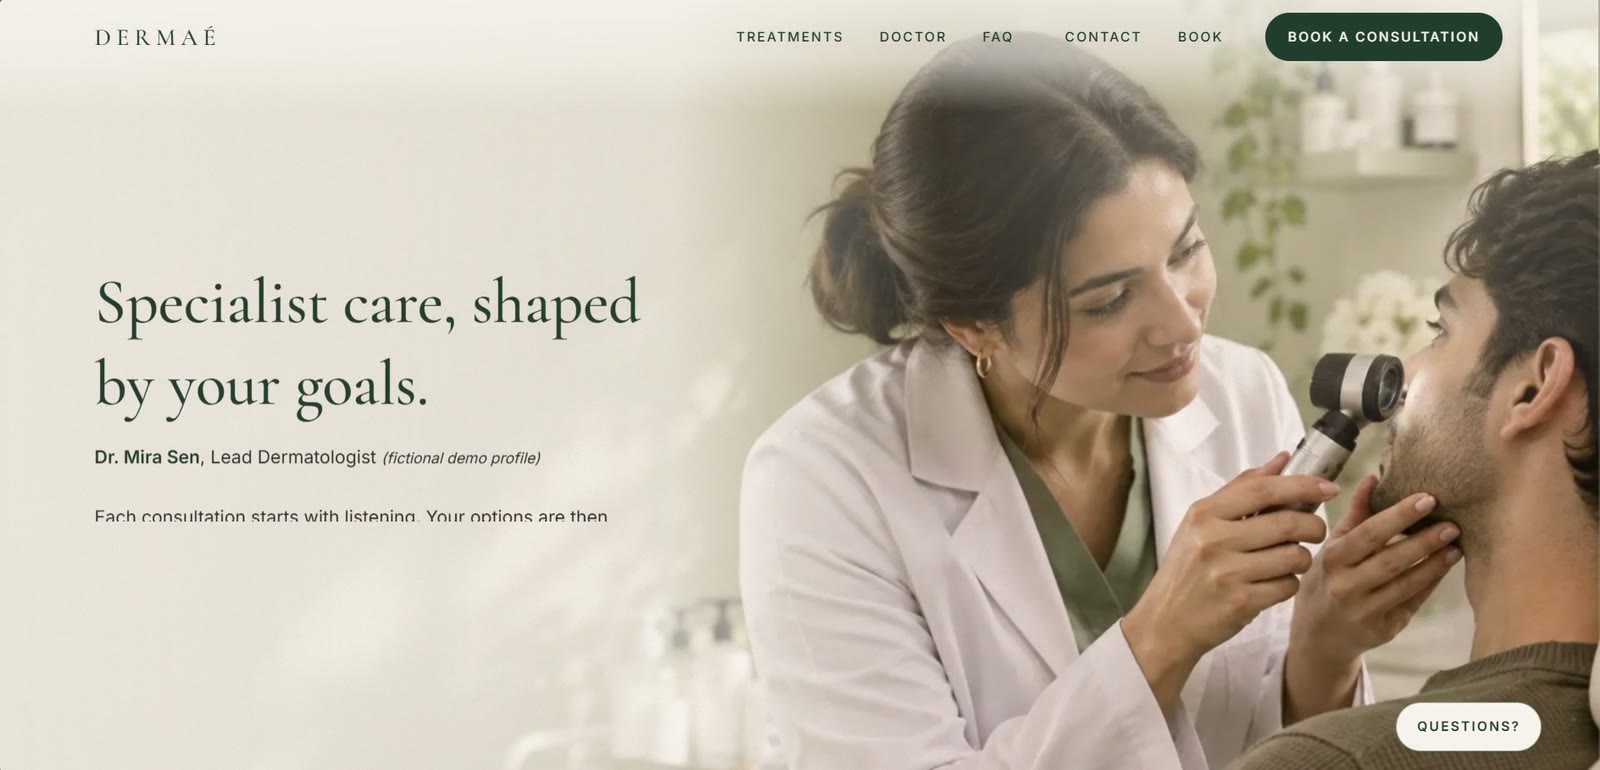 DERMAÉ
TREATMENTS DOCTOR FAQ CONTACT BOOK BOOK A CONSULTATION
Specialist care, shaped
by your goals.
Dr. Mira Sen, Lead Dermatologist (fictional demo profile)
Each consultation starts with listening. Your options are then
QUESTIONS?